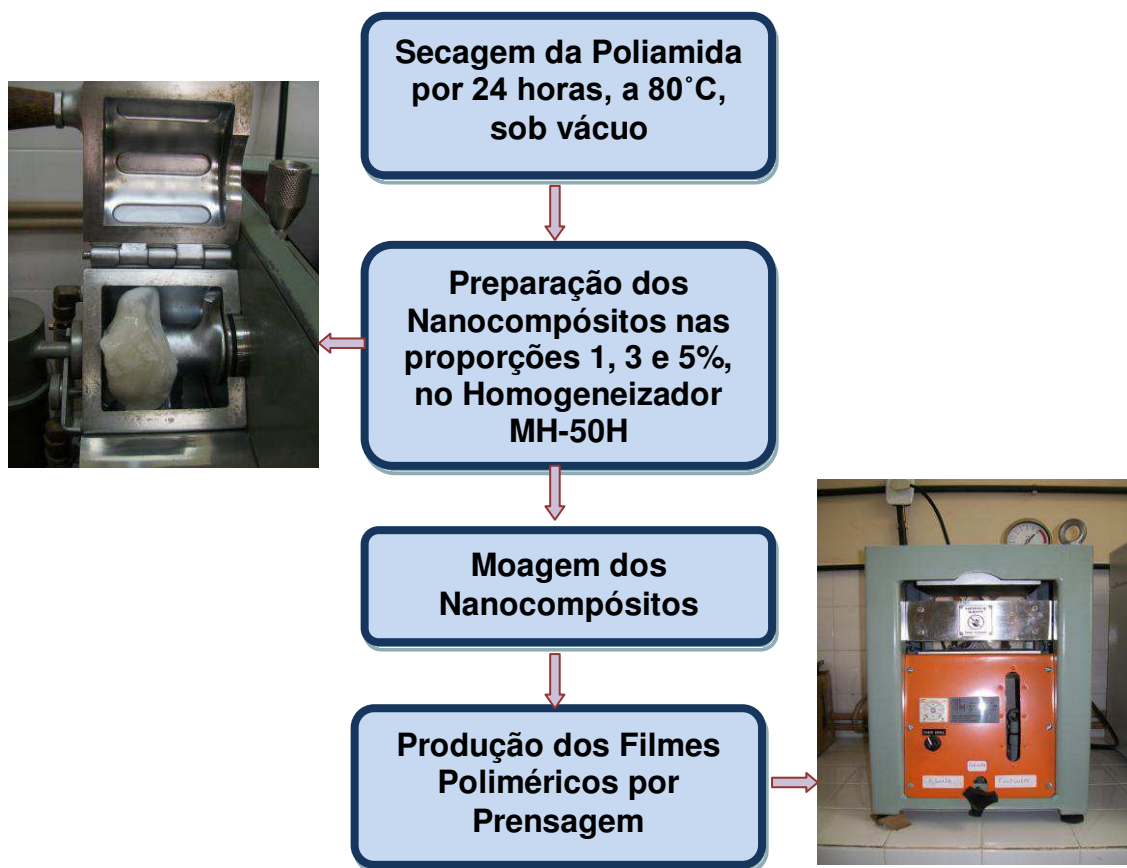 Secagem da Poliamida
por 24 horas, a 80˚C,
sob vácuo
Preparação dos
Nanocompósitos nas
proporções 1, 3 e 5%,
no Homogeneizador
MH-50H
Moagem dos
Nanocompósitos
Produção dos Filmes
Poliméricos por
Prensagem